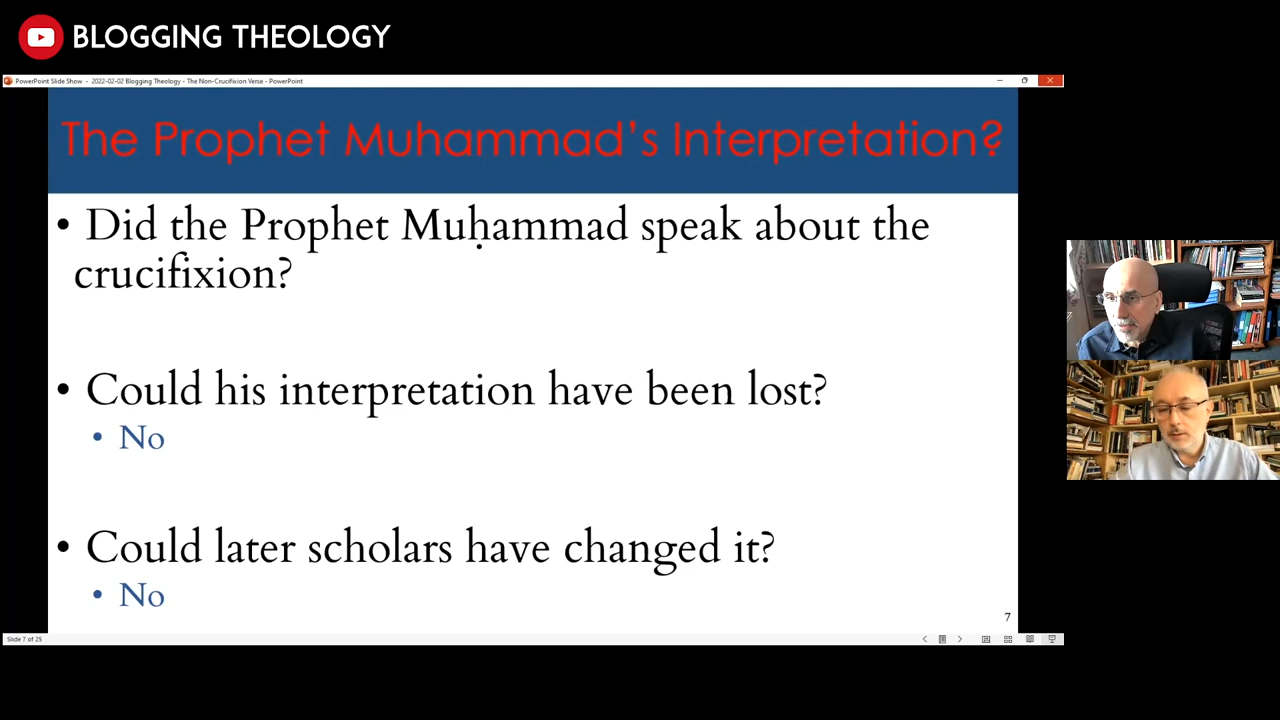 BLOGGING THEOLOGY
PowerPoint Slide Show - 2022-02-02 Blogging Theology - The Non-Crucifixion Verse - PowerPoint
The Prophet Muhammad's Interpretation?
• Did the Prophet Muḥammad speak about the
crucifixion?
• Could his interpretation have been lost?
• No
• Could later scholars have changed it?
• No
7
Slide 7 of 25